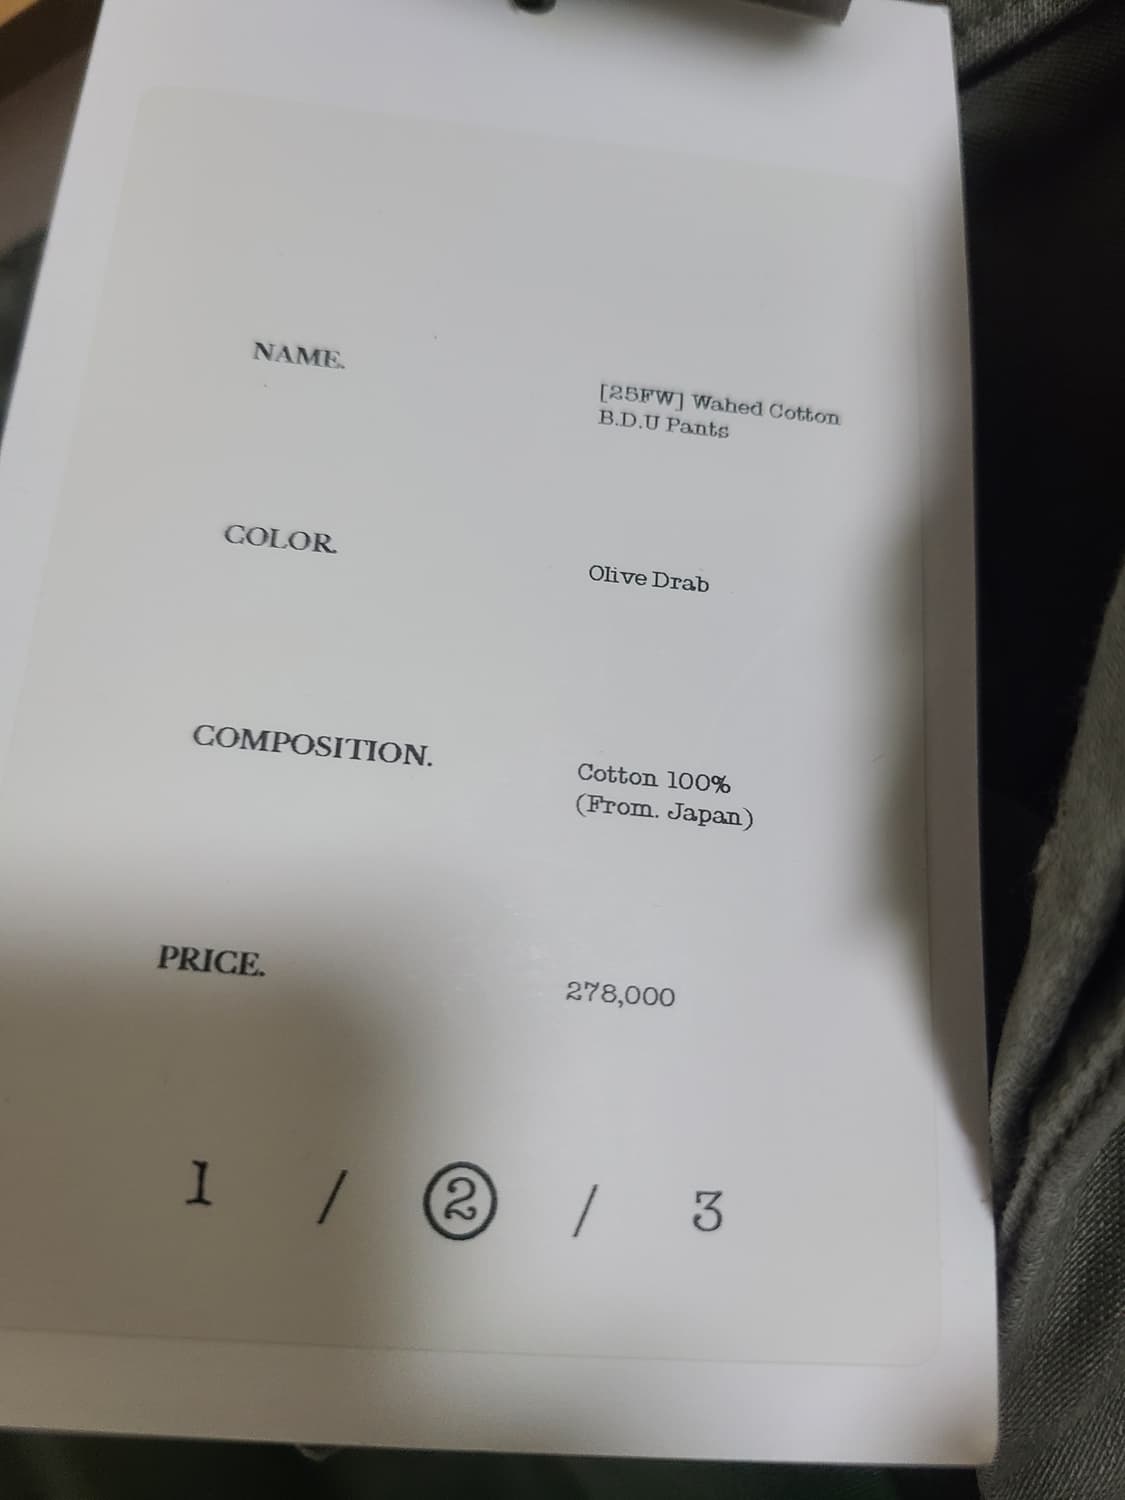 NAME.
[25FW] Wahed Cotton
B.D.U Pants
COLOR.
Olive Drab
COMPOSITION.
Cotton 100%
(From. Japan)
PRICE.
278,000
1 / ② / 3